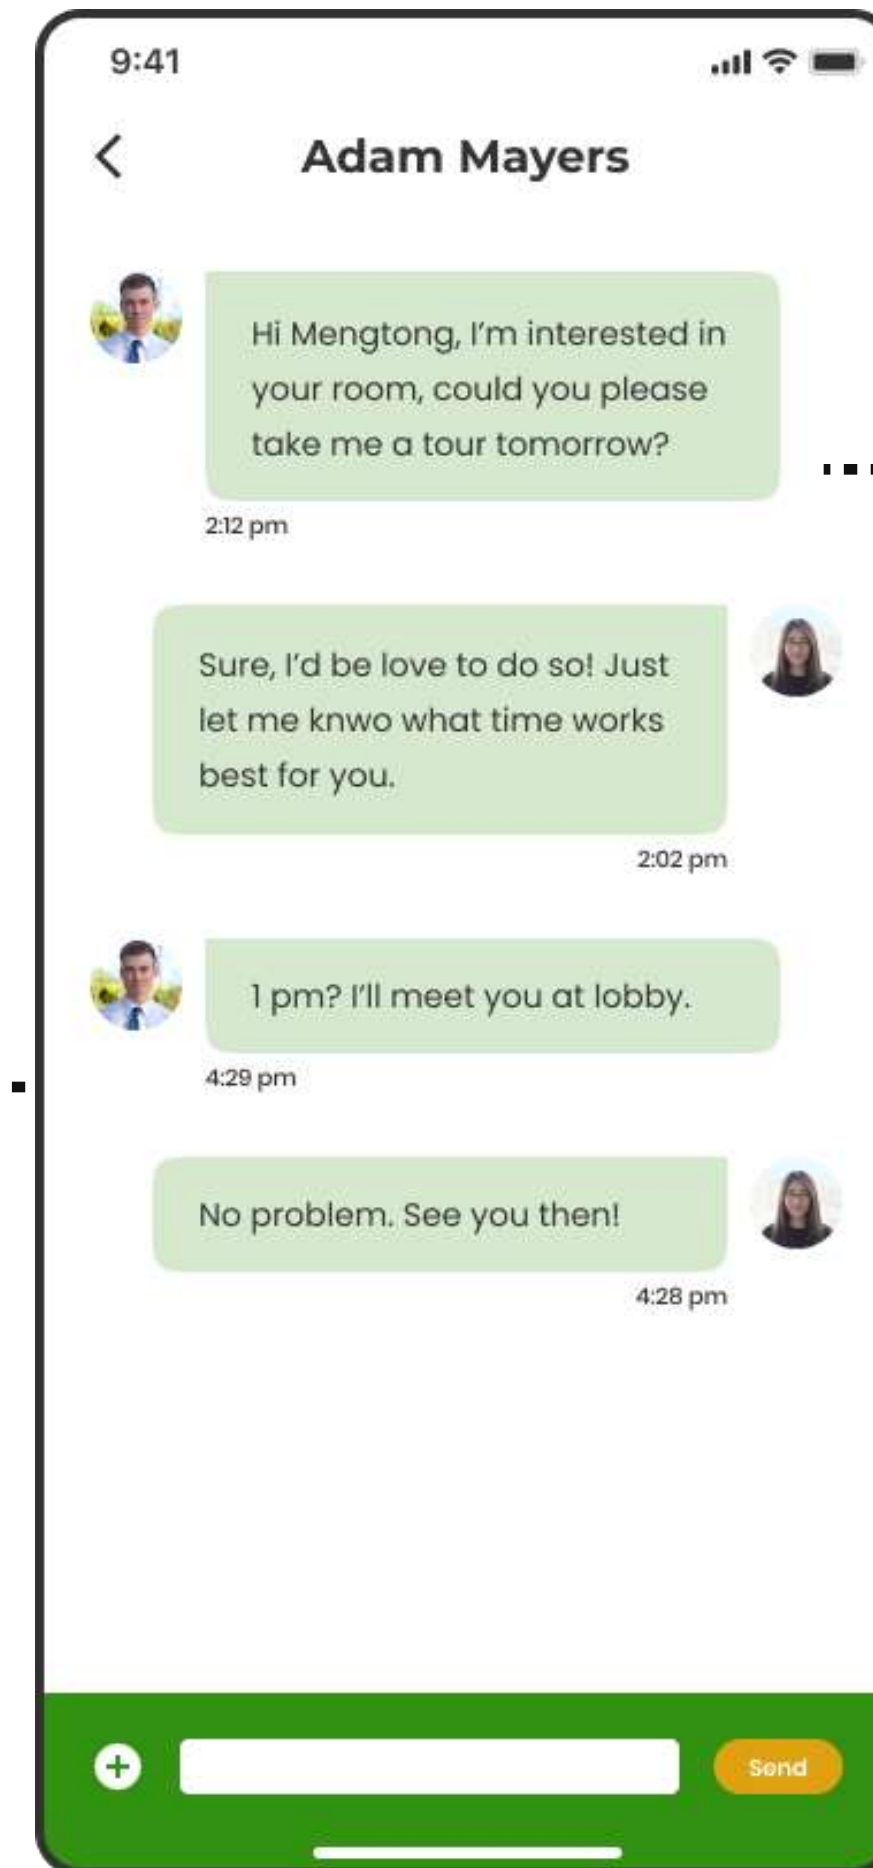 9:41
Adam Mayers
Hi Mengtong, I'm interested in
your room, could you please
take me a tour tomorrow?
2:12 pm
Sure, I'd be love to do so! Just
let me knwo what time works
best for you.
2:02 pm
1 pm? I'll meet you at lobby.
4:29 pm
No problem. See you then!
4:28 pm
Send